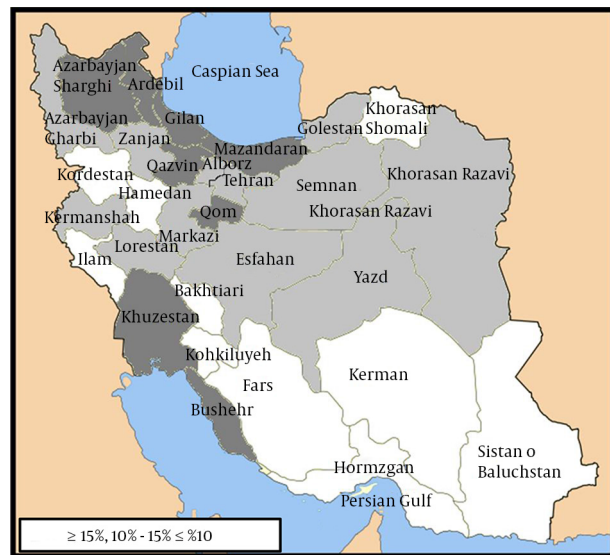 Caspian Sea
Azarbayjan
Sharghi
Ardebil
Gilan
Azarbayjan
Gharbi
Zanjan
Qazvin
Alborz
Mazandaran
Golestan
Khorasan
Shomali
Kordestan
Hamedan
Tehran
Semnan
Khorasan Razavi
Khorasan Razavi
Kermanshah
Qom
Markazi
Lorestan
Ilam
Esfahan
Yazd
Bakhtiari
Khuzestan
Kohkiluyeh
Fars
Kerman
Bushehr
Sistan o
Baluchstan
Hormzgan
Persian Gulf
≥ 15%, 10% - 15% ≤ %10